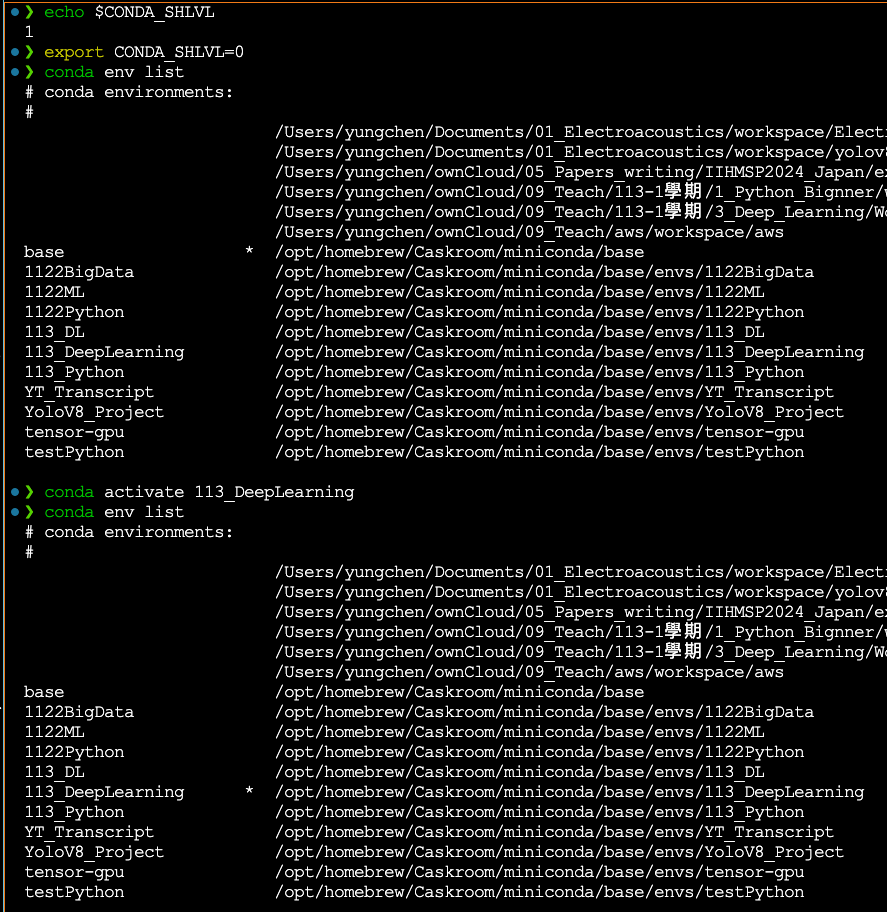 ❯ echo $CONDA_SHLVL
1
❯ export CONDA_SHLVL=0
❯ conda env list
# conda environments:
#
/Users/yungchen/Documents/01_Electroacoustics/workspace/Elect
/Users/yungchen/Documents/01_Electroacoustics/workspace/yolov8
/Users/yungchen/ownCloud/05_Papers_writing/IIHMSP2024_Japan/ex
/Users/yungchen/ownCloud/09_Teach/113-1學期/1_Python_Bignner/w
/Users/yungchen/ownCloud/09_Teach/113-1學期/3_Deep_Learning/Wo
/Users/yungchen/ownCloud/09_Teach/aws/workspace/aws
base * /opt/homebrew/Caskroom/miniconda/base
1122BigData /opt/homebrew/Caskroom/miniconda/base/envs/1122BigData
1122ML /opt/homebrew/Caskroom/miniconda/base/envs/1122ML
1122Python /opt/homebrew/Caskroom/miniconda/base/envs/1122Python
113_DL /opt/homebrew/Caskroom/miniconda/base/envs/113_DL
113_DeepLearning /opt/homebrew/Caskroom/miniconda/base/envs/113_DeepLearning
113_Python /opt/homebrew/Caskroom/miniconda/base/envs/113_Python
YT_Transcript /opt/homebrew/Caskroom/miniconda/base/envs/YT_Transcript
YoloV8_Project /opt/homebrew/Caskroom/miniconda/base/envs/YoloV8_Project
tensor-gpu /opt/homebrew/Caskroom/miniconda/base/envs/tensor-gpu
testPython /opt/homebrew/Caskroom/miniconda/base/envs/testPython
❯ conda activate 113_DeepLearning
❯ conda env list
# conda environments:
#
/Users/yungchen/Documents/01_Electroacoustics/workspace/Elect
/Users/yungchen/Documents/01_Electroacoustics/workspace/yolov8
/Users/yungchen/ownCloud/05_Papers_writing/IIHMSP2024_Japan/ex
/Users/yungchen/ownCloud/09_Teach/113-1學期/1_Python_Bignner/w
/Users/yungchen/ownCloud/09_Teach/113-1學期/3_Deep_Learning/Wo
/Users/yungchen/ownCloud/09_Teach/aws/workspace/aws
base /opt/homebrew/Caskroom/miniconda/base
1122BigData /opt/homebrew/Caskroom/miniconda/base/envs/1122BigData
1122ML /opt/homebrew/Caskroom/miniconda/base/envs/1122ML
1122Python /opt/homebrew/Caskroom/miniconda/base/envs/1122Python
113_DL /opt/homebrew/Caskroom/miniconda/base/envs/113_DL
113_DeepLearning * /opt/homebrew/Caskroom/miniconda/base/envs/113_DeepLearning
113_Python /opt/homebrew/Caskroom/miniconda/base/envs/113_Python
YT_Transcript /opt/homebrew/Caskroom/miniconda/base/envs/YT_Transcript
YoloV8_Project /opt/homebrew/Caskroom/miniconda/base/envs/YoloV8_Project
tensor-gpu /opt/homebrew/Caskroom/miniconda/base/envs/tensor-gpu
testPython /opt/homebrew/Caskroom/miniconda/base/envs/testPython